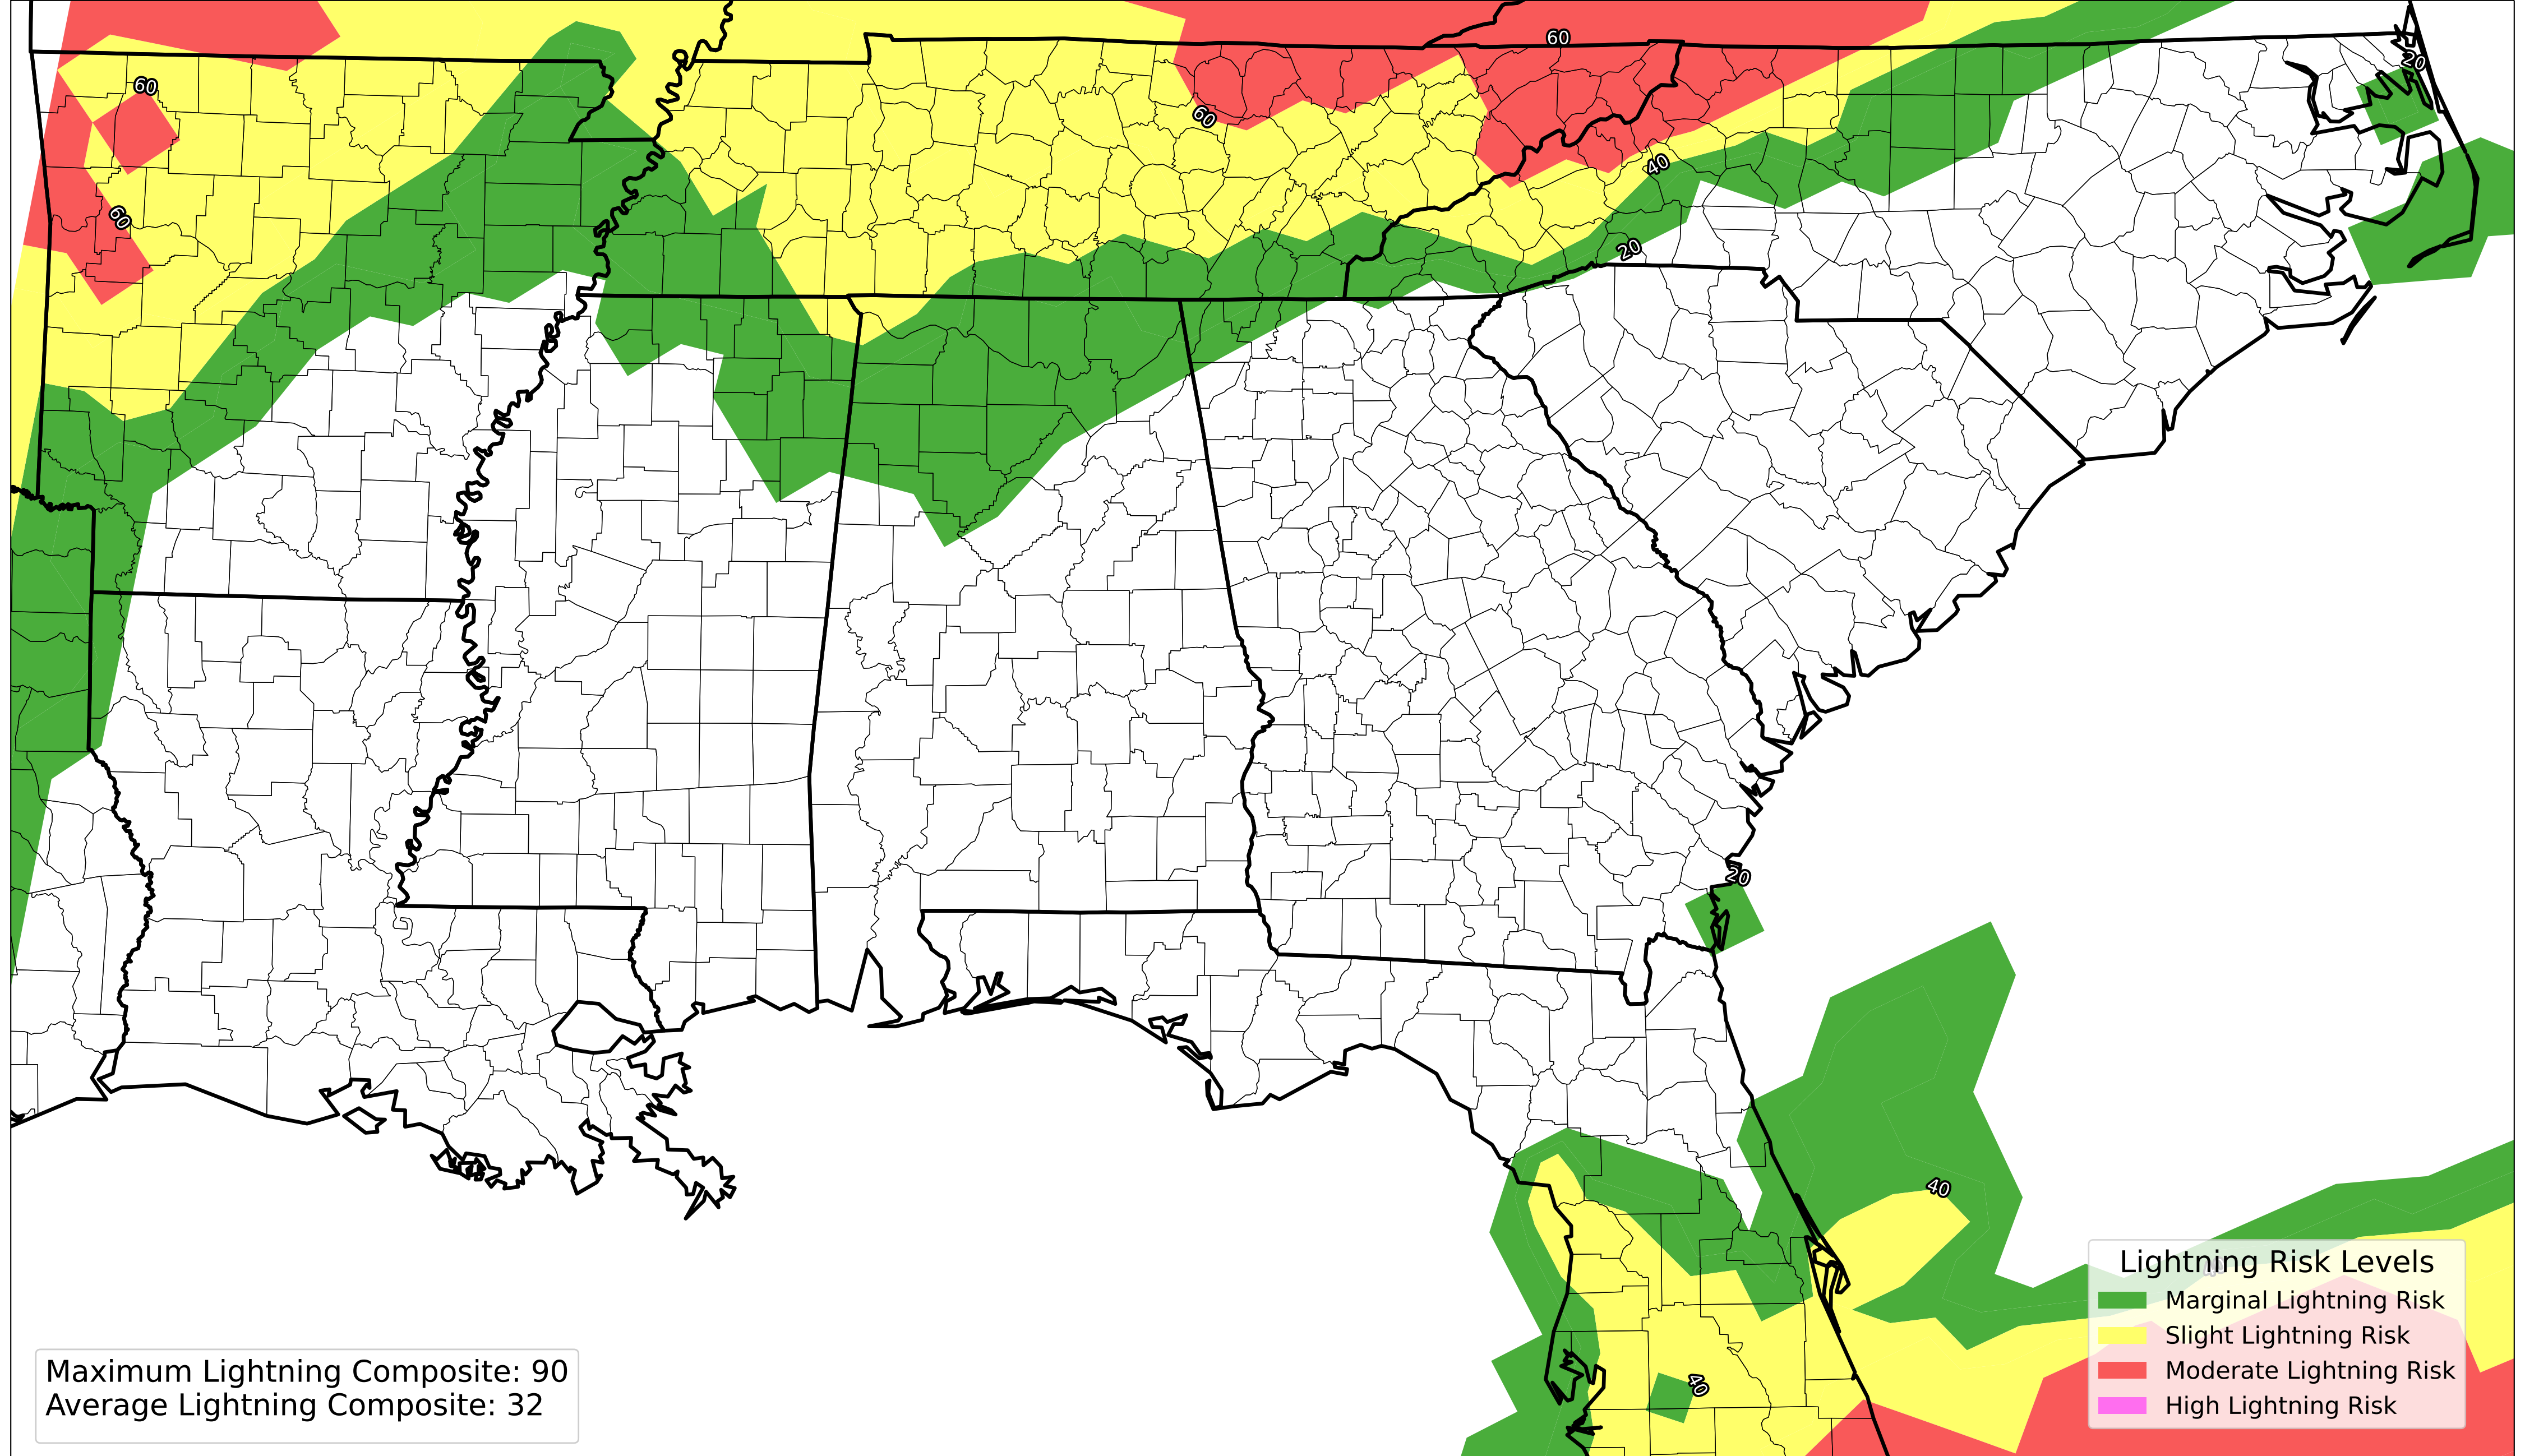 60
20
60
60
40
60
20
20
40
40
Lightning Risk Levels
Marginal Lightning Risk
Slight Lightning Risk
Moderate Lightning Risk
High Lightning Risk
Maximum Lightning Composite: 90
Average Lightning Composite: 32